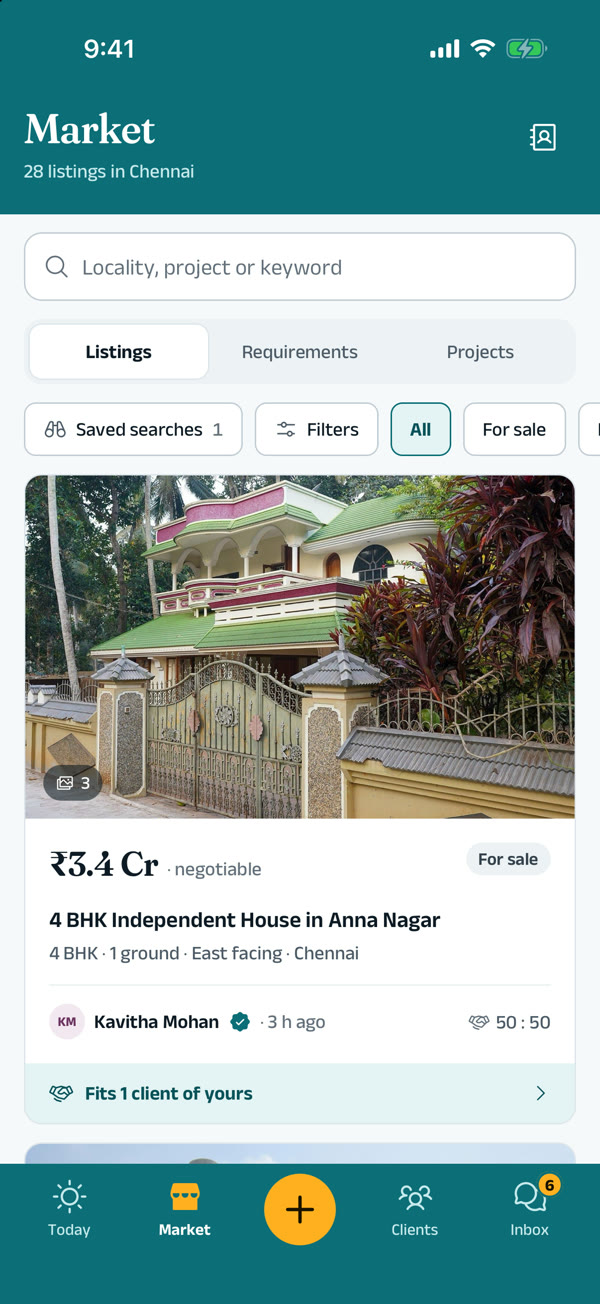 9:41
Market
28 listings in Chennai
Locality, project or keyword
Listings Requirements Projects
Saved searches 1 Filters All For sale
3
₹3.4 Cr · negotiable For sale
4 BHK Independent House in Anna Nagar
4 BHK · 1 ground · East facing · Chennai
KM Kavitha Mohan · 3 h ago 50 : 50
Fits 1 client of yours
6
Today Market Clients Inbox